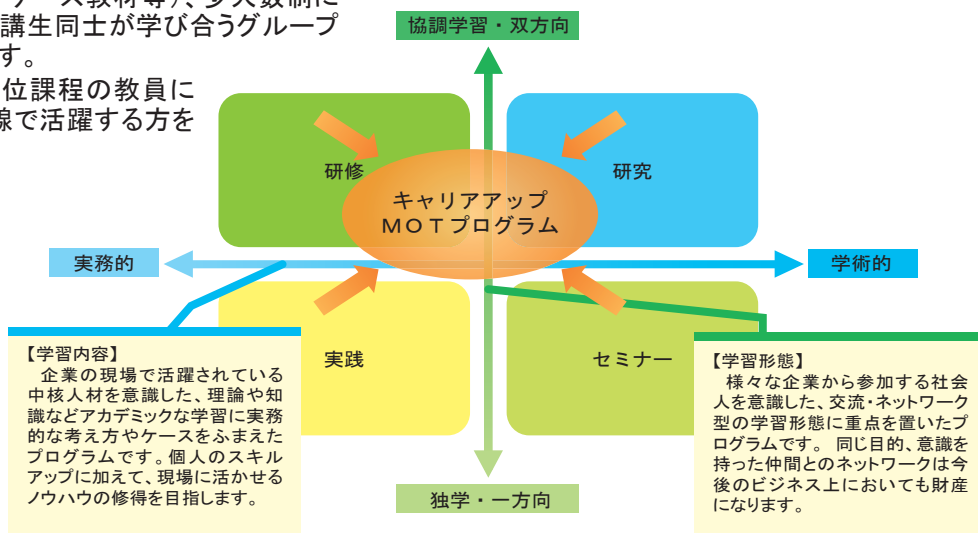 ケース教材等)、少人数制に
講生同士が学び合うグループ
す。
位課程の教員に
線で活躍する方を
協調学習・双方向
研修
研究
キャリアアップ
MOTプログラム
実務的
学術的
実践
セミナー
【学習内容】
企業の現場で活躍されている
中核人材を意識した、理論や知
識などアカデミックな学習に実務
的な考え方やケースをふまえた
プログラムです。個人のスキル
アップに加えて、現場に活かせる
ノウハウの修得を目指します。
【学習形態】
様々な企業から参加する社会
人を意識した、交流・ネットワーク
型の学習形態に重点を置いたプ
ログラムです。 同じ目的、意識を
持った仲間とのネットワークは今
後のビジネス上においても財産
になります。
独学・一方向